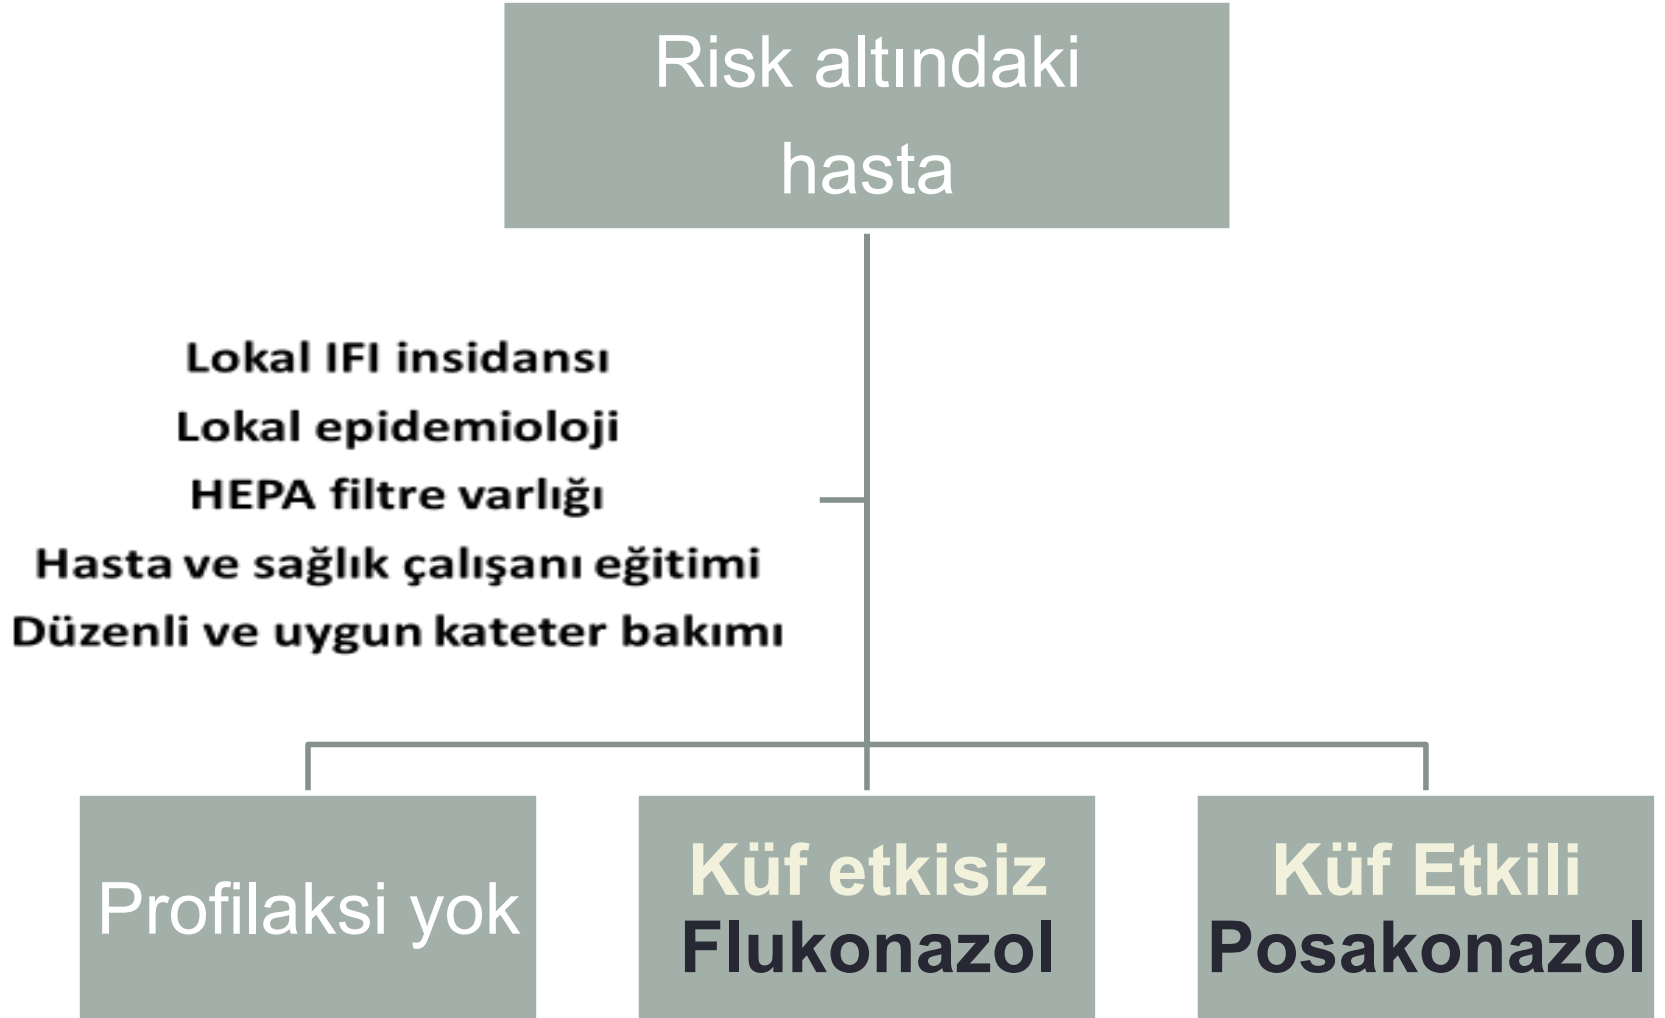 Risk altındaki
hasta
Lokal IFI insidansı
Lokal epidemioloji
HEPA filtre varlığı
Hasta ve sağlık çalışanı eğitimi
Düzenli ve uygun kateter bakımı
Profilaksi yok
Küf etkisiz
Flukonazol
Küf Etkili
Posakonazol